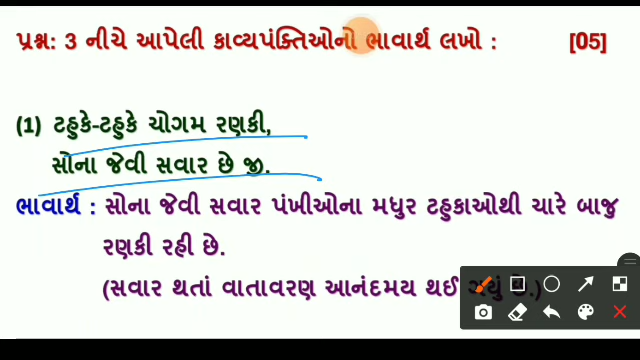 પ્રશ્ન: 3 નીચે આપેલી કાવ્યપંક્તિઓનો ભાવાર્થ લખો : [05]
(1) ટહુકે-ટહુકે ચોગમ રણકી,
સોના જેવી સવાર છે જી.
ભાવાર્થ : સોના જેવી સવાર પંખીઓના મધુર ટહુકાઓથી ચારે બાજુ
રણકી રહી છે.
(સવાર થતાં વાતાવરણ આનંદમય થઈ ગયું છે.)